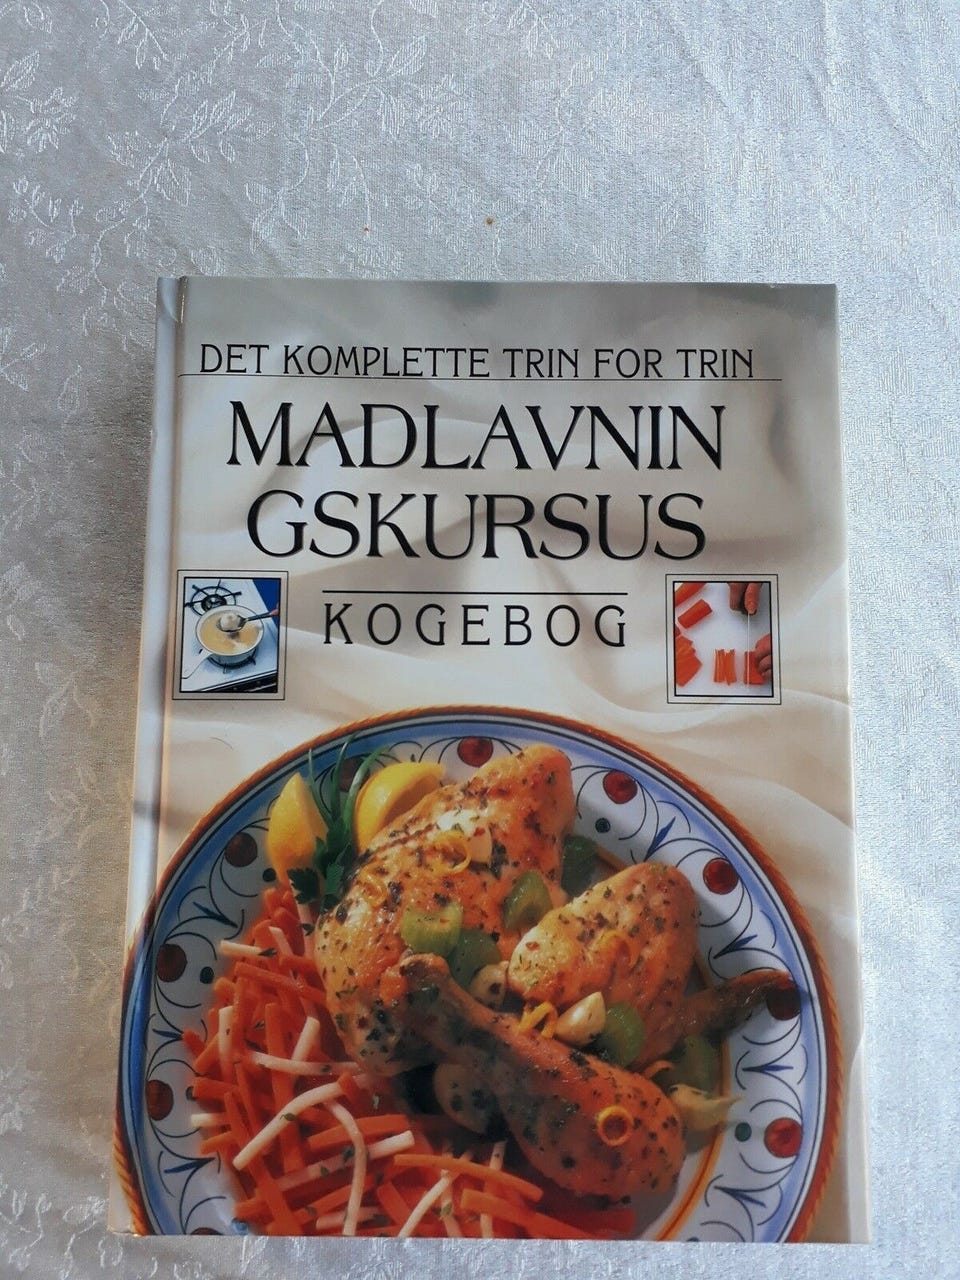 DET KOMPLETTE TRIN FOR TRIN
MADLAVNIN
GSKURSUS
KOGEBOG